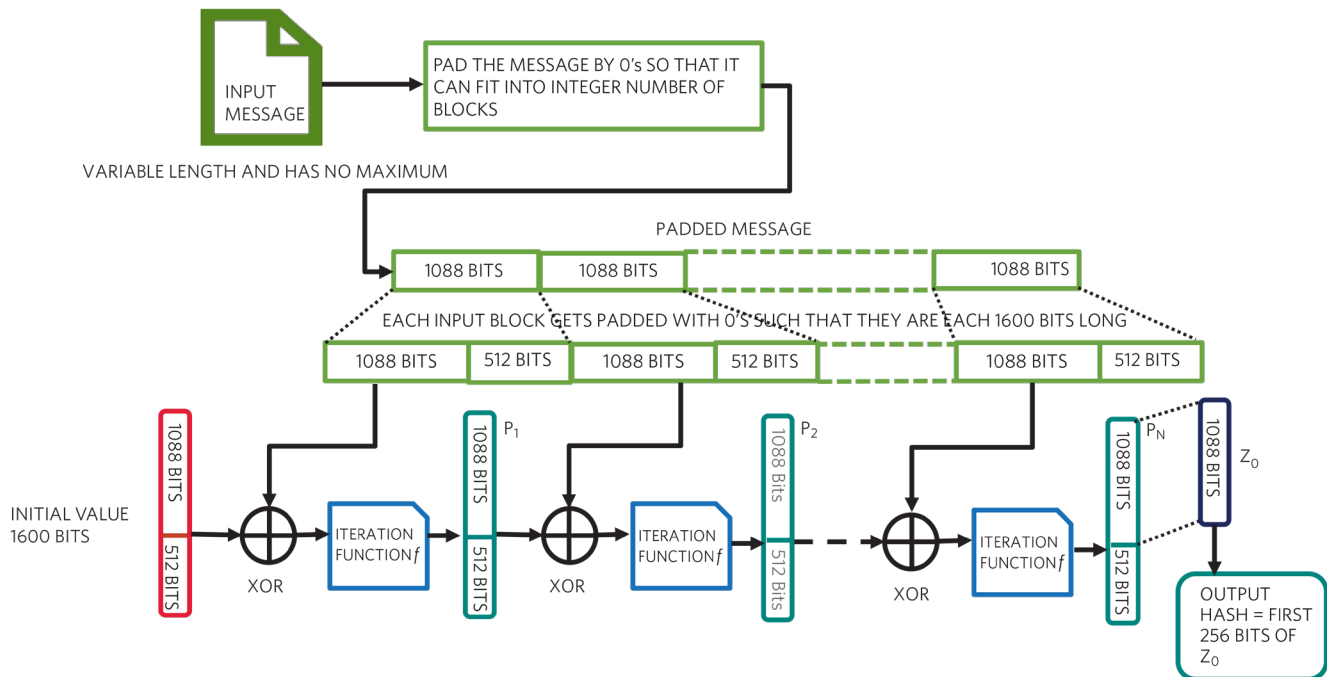 INPUT
MESSAGE
PAD THE MESSAGE BY 0's SO THAT IT
CAN FIT INTO INTEGER NUMBER OF
BLOCKS
VARIABLE LENGTH AND HAS NO MAXIMUM
PADDED MESSAGE
1088 BITS
1088 BITS
1088 BITS
EACH INPUT BLOCK GETS PADDED WITH 0'S SUCH THAT THEY ARE EACH 1600 BITS LONG
1088 BITS
512 BITS
1088 BITS
512 BITS
1088 BITS
512 BITS
INITIAL VALUE
1600 BITS
1088 BITS
512 BITS
XOR
ITERATION
FUNCTION f
1088 BITS
512 BITS
P1
XOR
ITERATION
FUNCTION f
1088 Bits
512 Bits
P2
XOR
ITERATION
FUNCTION f
1088 BITS
512 BITS
PN
1088 BITS
Z0
OUTPUT
HASH = FIRST
256 BITS OF
Z0